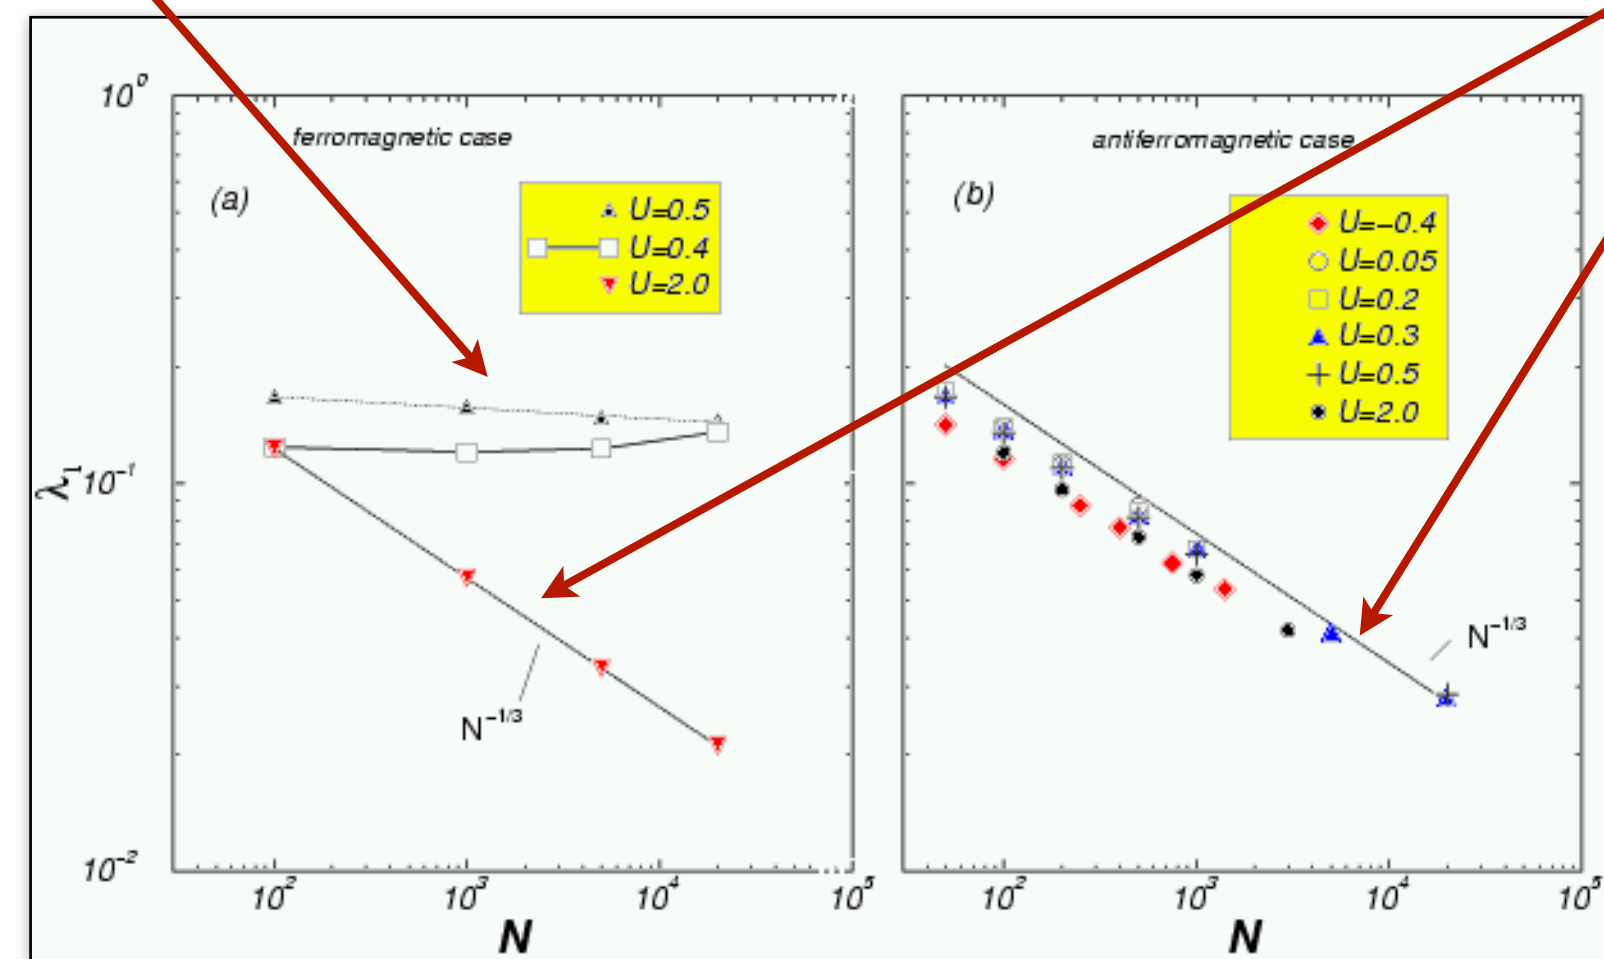 ferromagnetic case
(a)
U=0.5
U=0.4
U=2.0
10⁰
λ₁
10⁻¹
10⁻²
N⁻¹/³
10²
10³
10⁴
10⁵
N
antiferromagnetic case
(b)
U=−0.4
U=0.05
U=0.2
U=0.3
U=0.5
U=2.0
N⁻¹/³
10²
10³
10⁴
10⁵
N